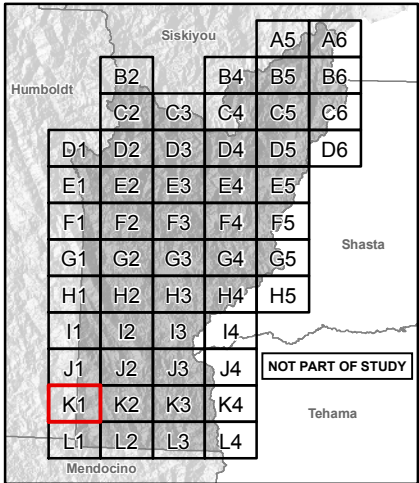 Siskiyou
A5 A6
B2 B4 B5 B6
Humboldt
C2 C3 C4 C5 C6
D1 D2 D3 D4 D5 D6
E1 E2 E3 E4 E5
F1 F2 F3 F4 F5
Shasta
G1 G2 G3 G4 G5
H1 H2 H3 H4 H5
I1 I2 I3 I4
J1 J2 J3 J4 NOT PART OF STUDY
K1 K2 K3 K4 Tehama
L1 L2 L3 L4
Mendocino